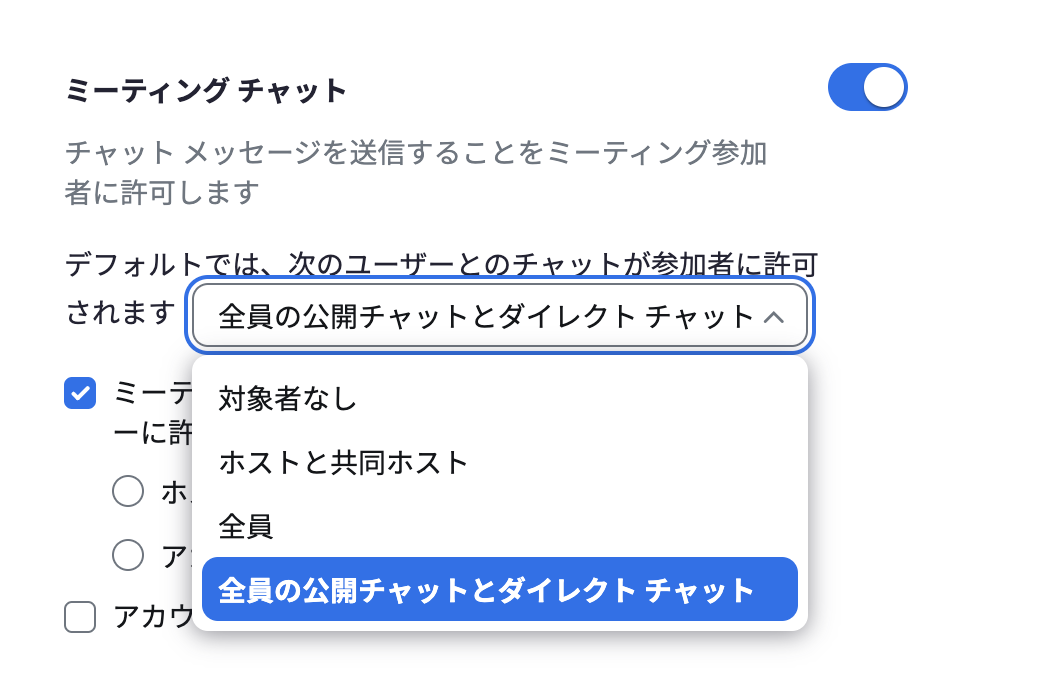 ミーティング チャット
チャット メッセージを送信することをミーティング参加
者に許可します
デフォルトでは、次のユーザーとのチャットが参加者に許可
されます
全員の公開チャットとダイレクト チャット
対象者なし
ホストと共同ホスト
全員
全員の公開チャットとダイレクト チャット
ミーテ
ーに許
ホ
ア
アカウ